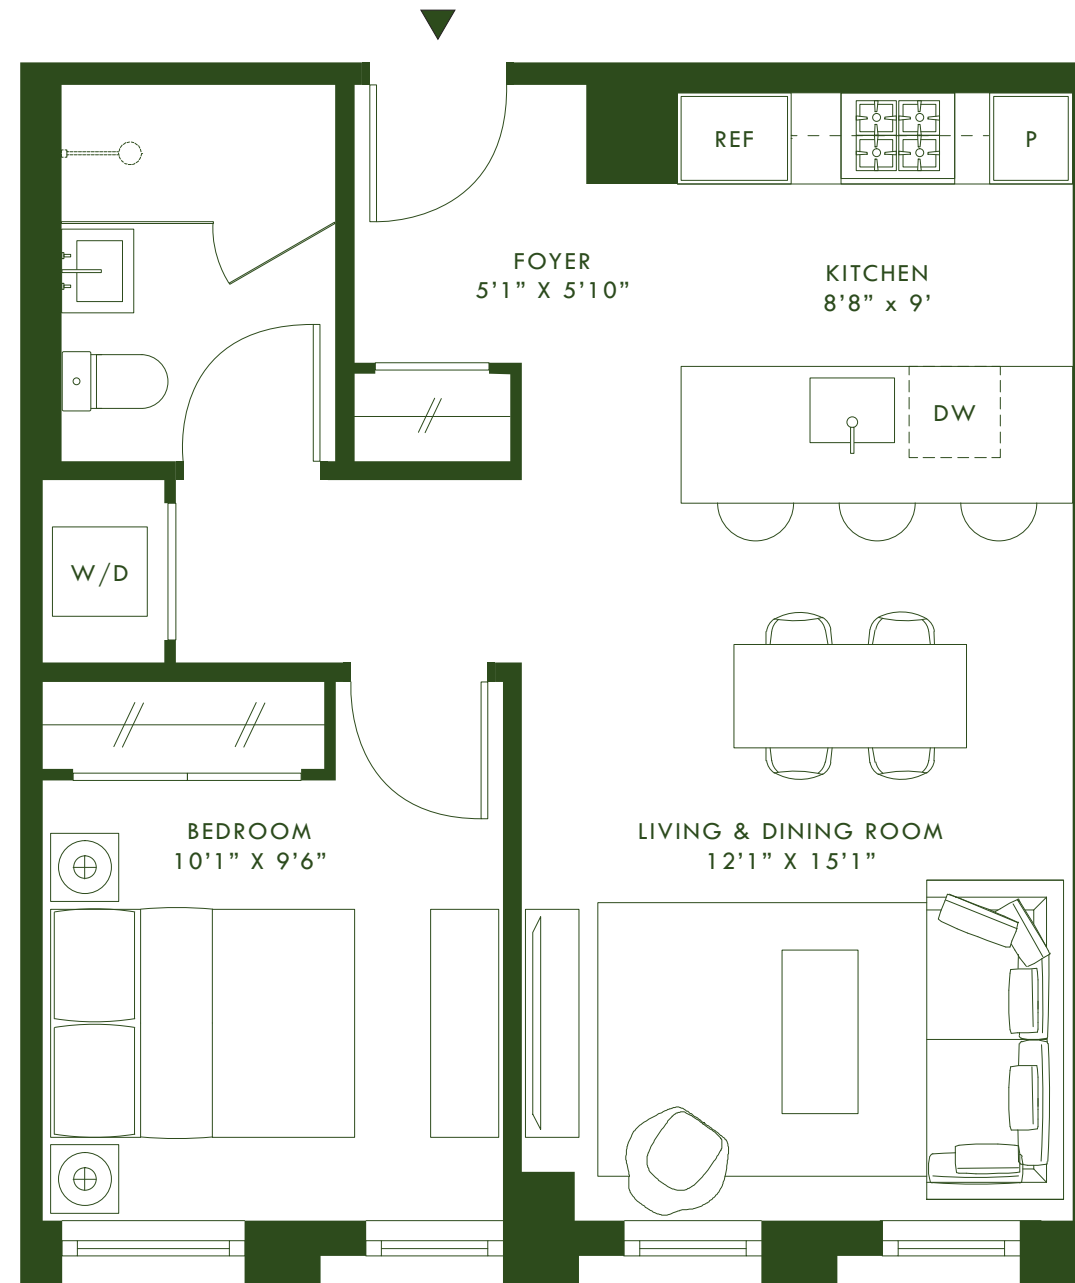 REF
P
FOYER
5’1” X 5’10”
KITCHEN
8’8” x 9’
DW
W/D
BEDROOM
10’1” X 9’6”
LIVING & DINING ROOM
12’1” X 15’1”